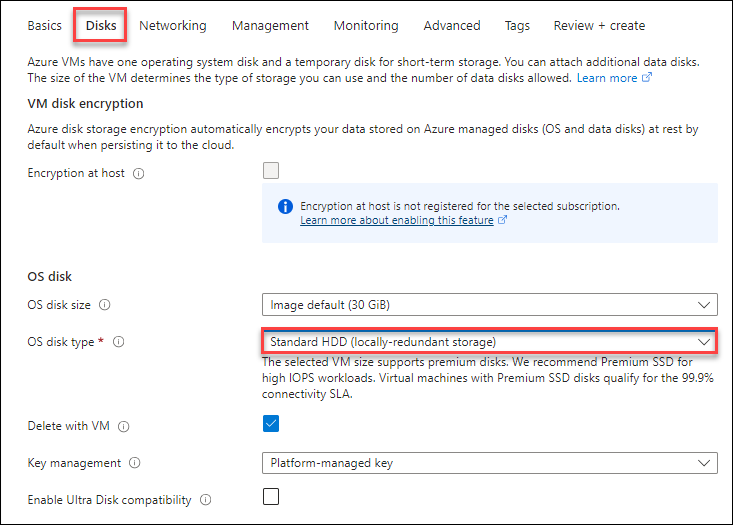 Basics Disks Networking Management Monitoring Advanced Tags Review + create
Azure VMs have one operating system disk and a temporary disk for short-term storage. You can attach additional data disks.
The size of the VM determines the type of storage you can use and the number of data disks allowed. Learn more
VM disk encryption
Azure disk storage encryption automatically encrypts your data stored on Azure managed disks (OS and data disks) at rest by
default when persisting it to the cloud.
Encryption at host
Encryption at host is not registered for the selected subscription.
Learn more about enabling this feature
OS disk
OS disk size Image default (30 GiB)
OS disk type * Standard HDD (locally-redundant storage)
The selected VM size supports premium disks. We recommend Premium SSD for
high IOPS workloads. Virtual machines with Premium SSD disks qualify for the 99.9%
connectivity SLA.
Delete with VM
Key management Platform-managed key
Enable Ultra Disk compatibility